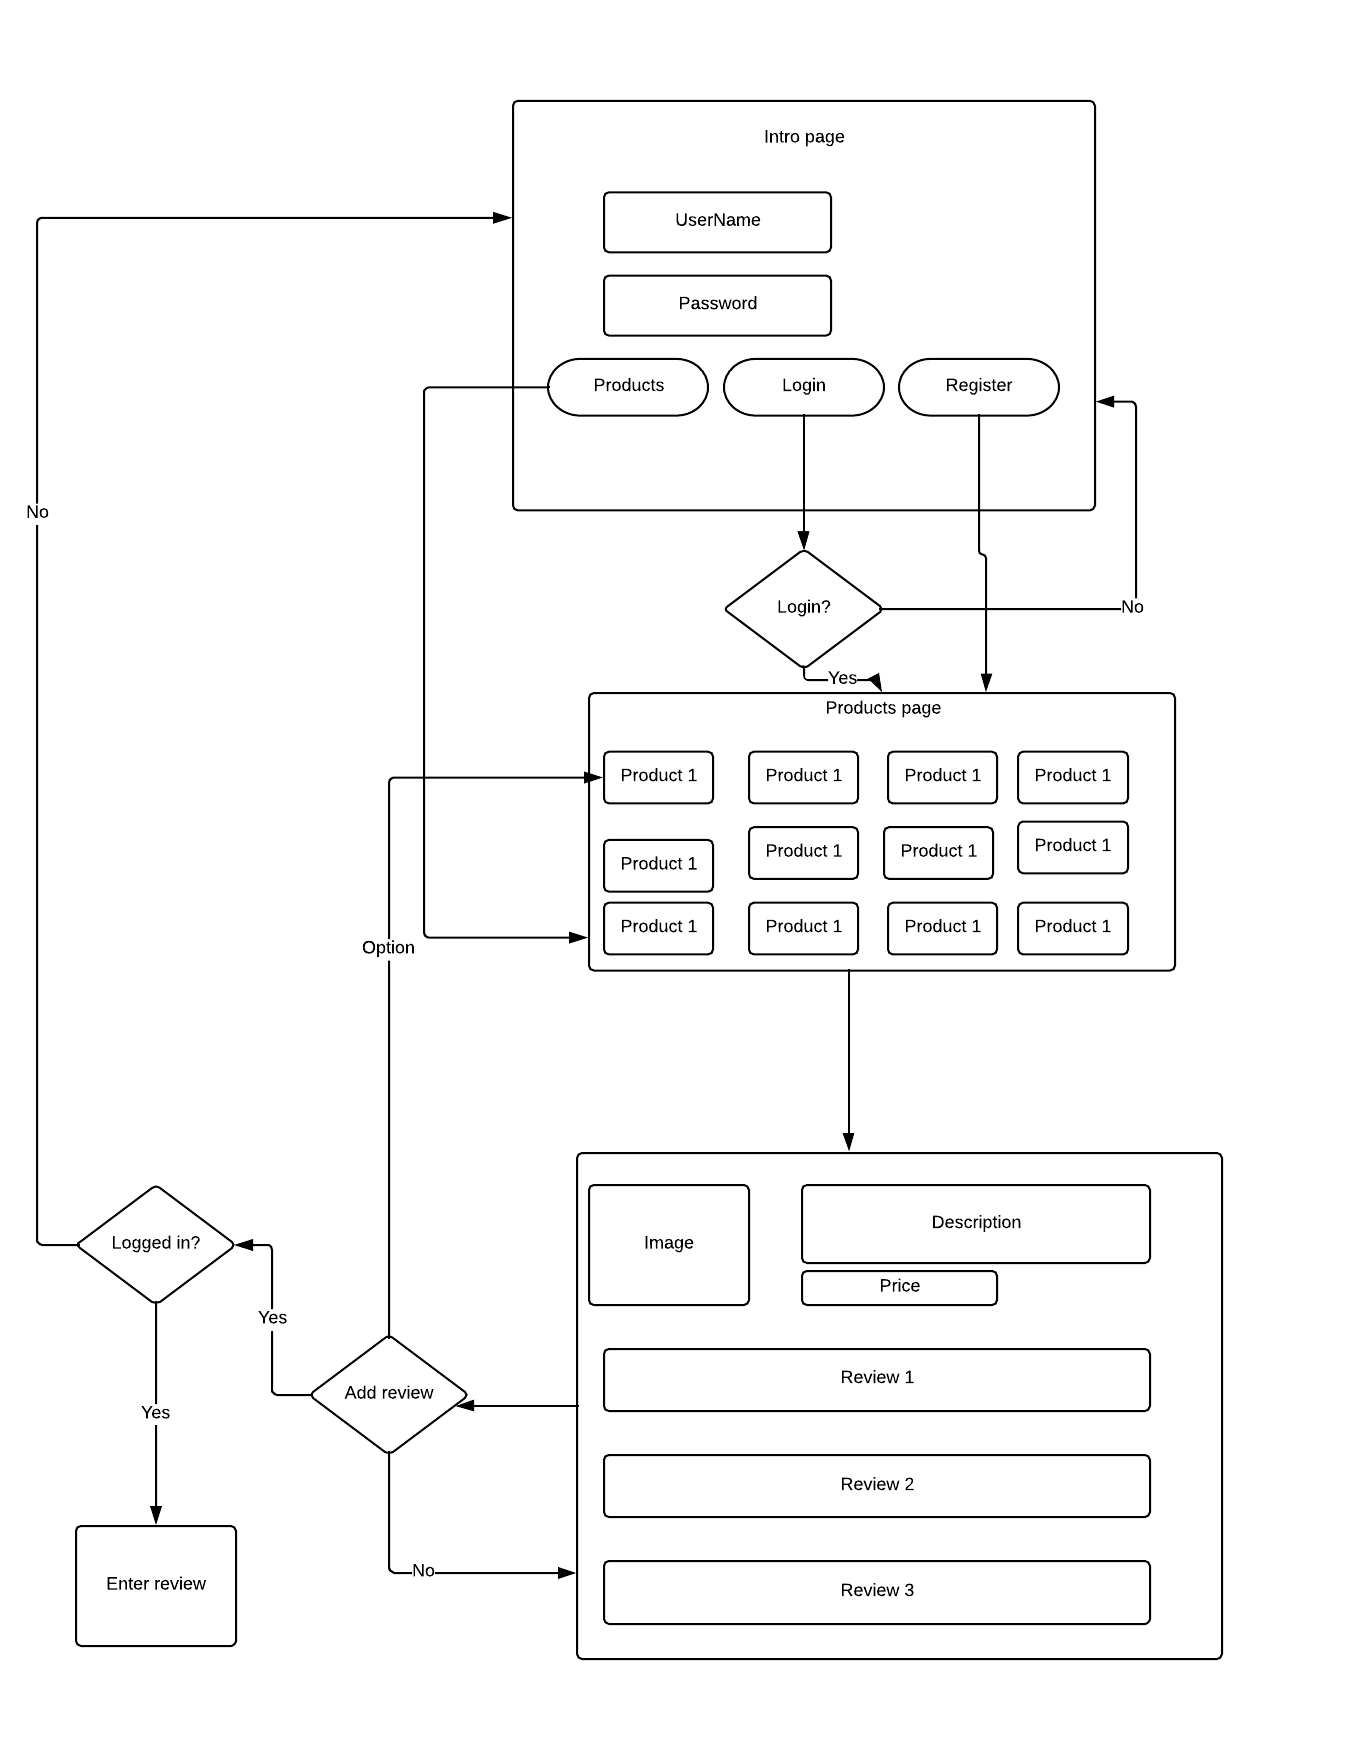 Intro page
UserName
Password
Products
Login
Register
No
Login?
No
Yes
Products page
Product 1
Product 1
Product 1
Product 1
Product 1
Product 1
Product 1
Product 1
Product 1
Product 1
Product 1
Product 1
Option
Image
Description
Price
Logged in?
Yes
Add review
Review 1
Yes
Review 2
No
Enter review
Review 3